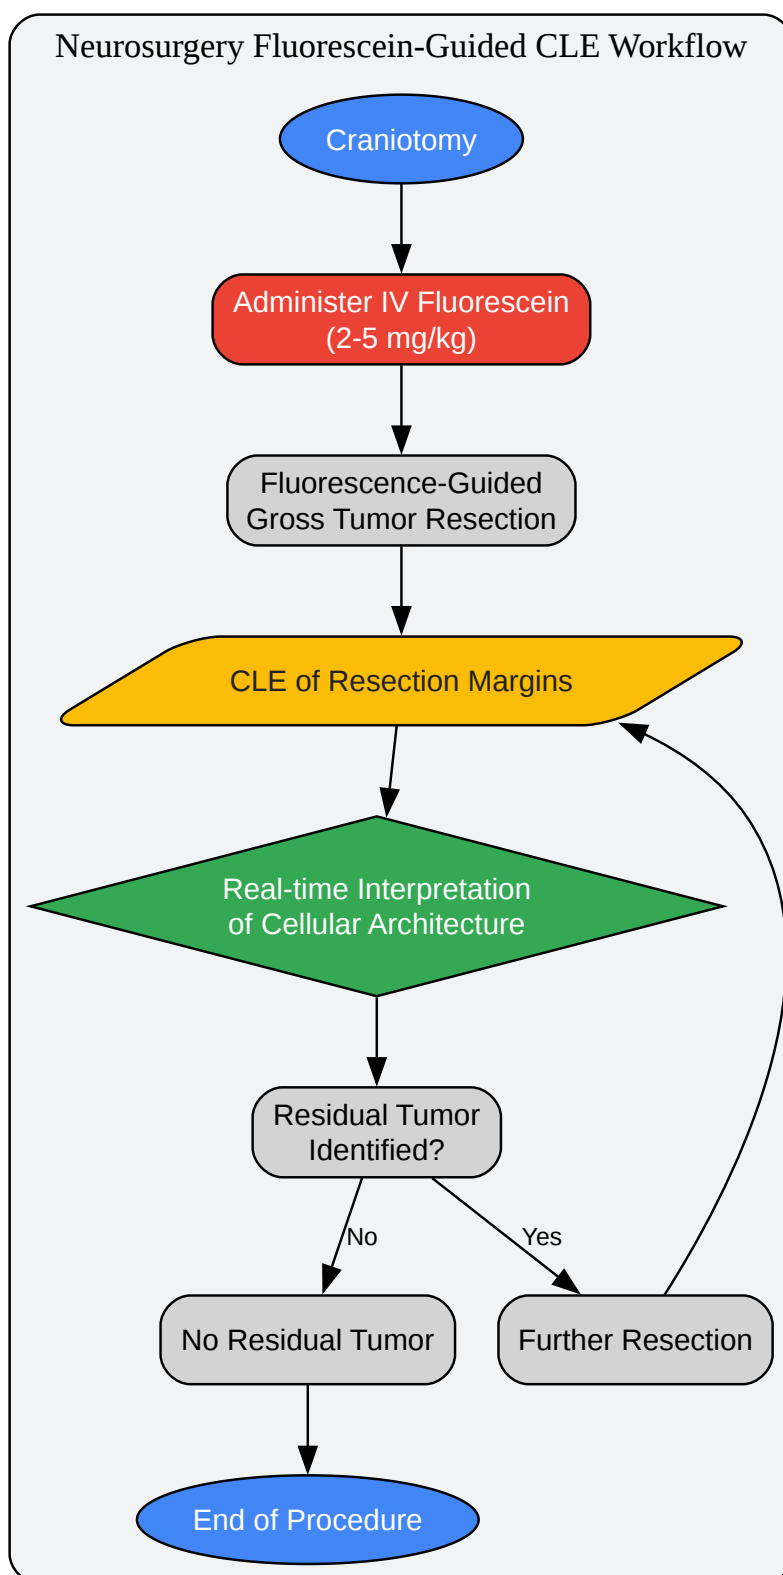 Neurosurgery Fluorescein-Guided CLE Workflow
Craniotomy
Administer IV Fluorescein
(2-5 mg/kg)
Fluorescence-Guided
Gross Tumor Resection
CLE of Resection Margins
Real-time Interpretation
of Cellular Architecture
Residual Tumor
Identified?
No
Yes
No Residual Tumor
Further Resection
End of Procedure